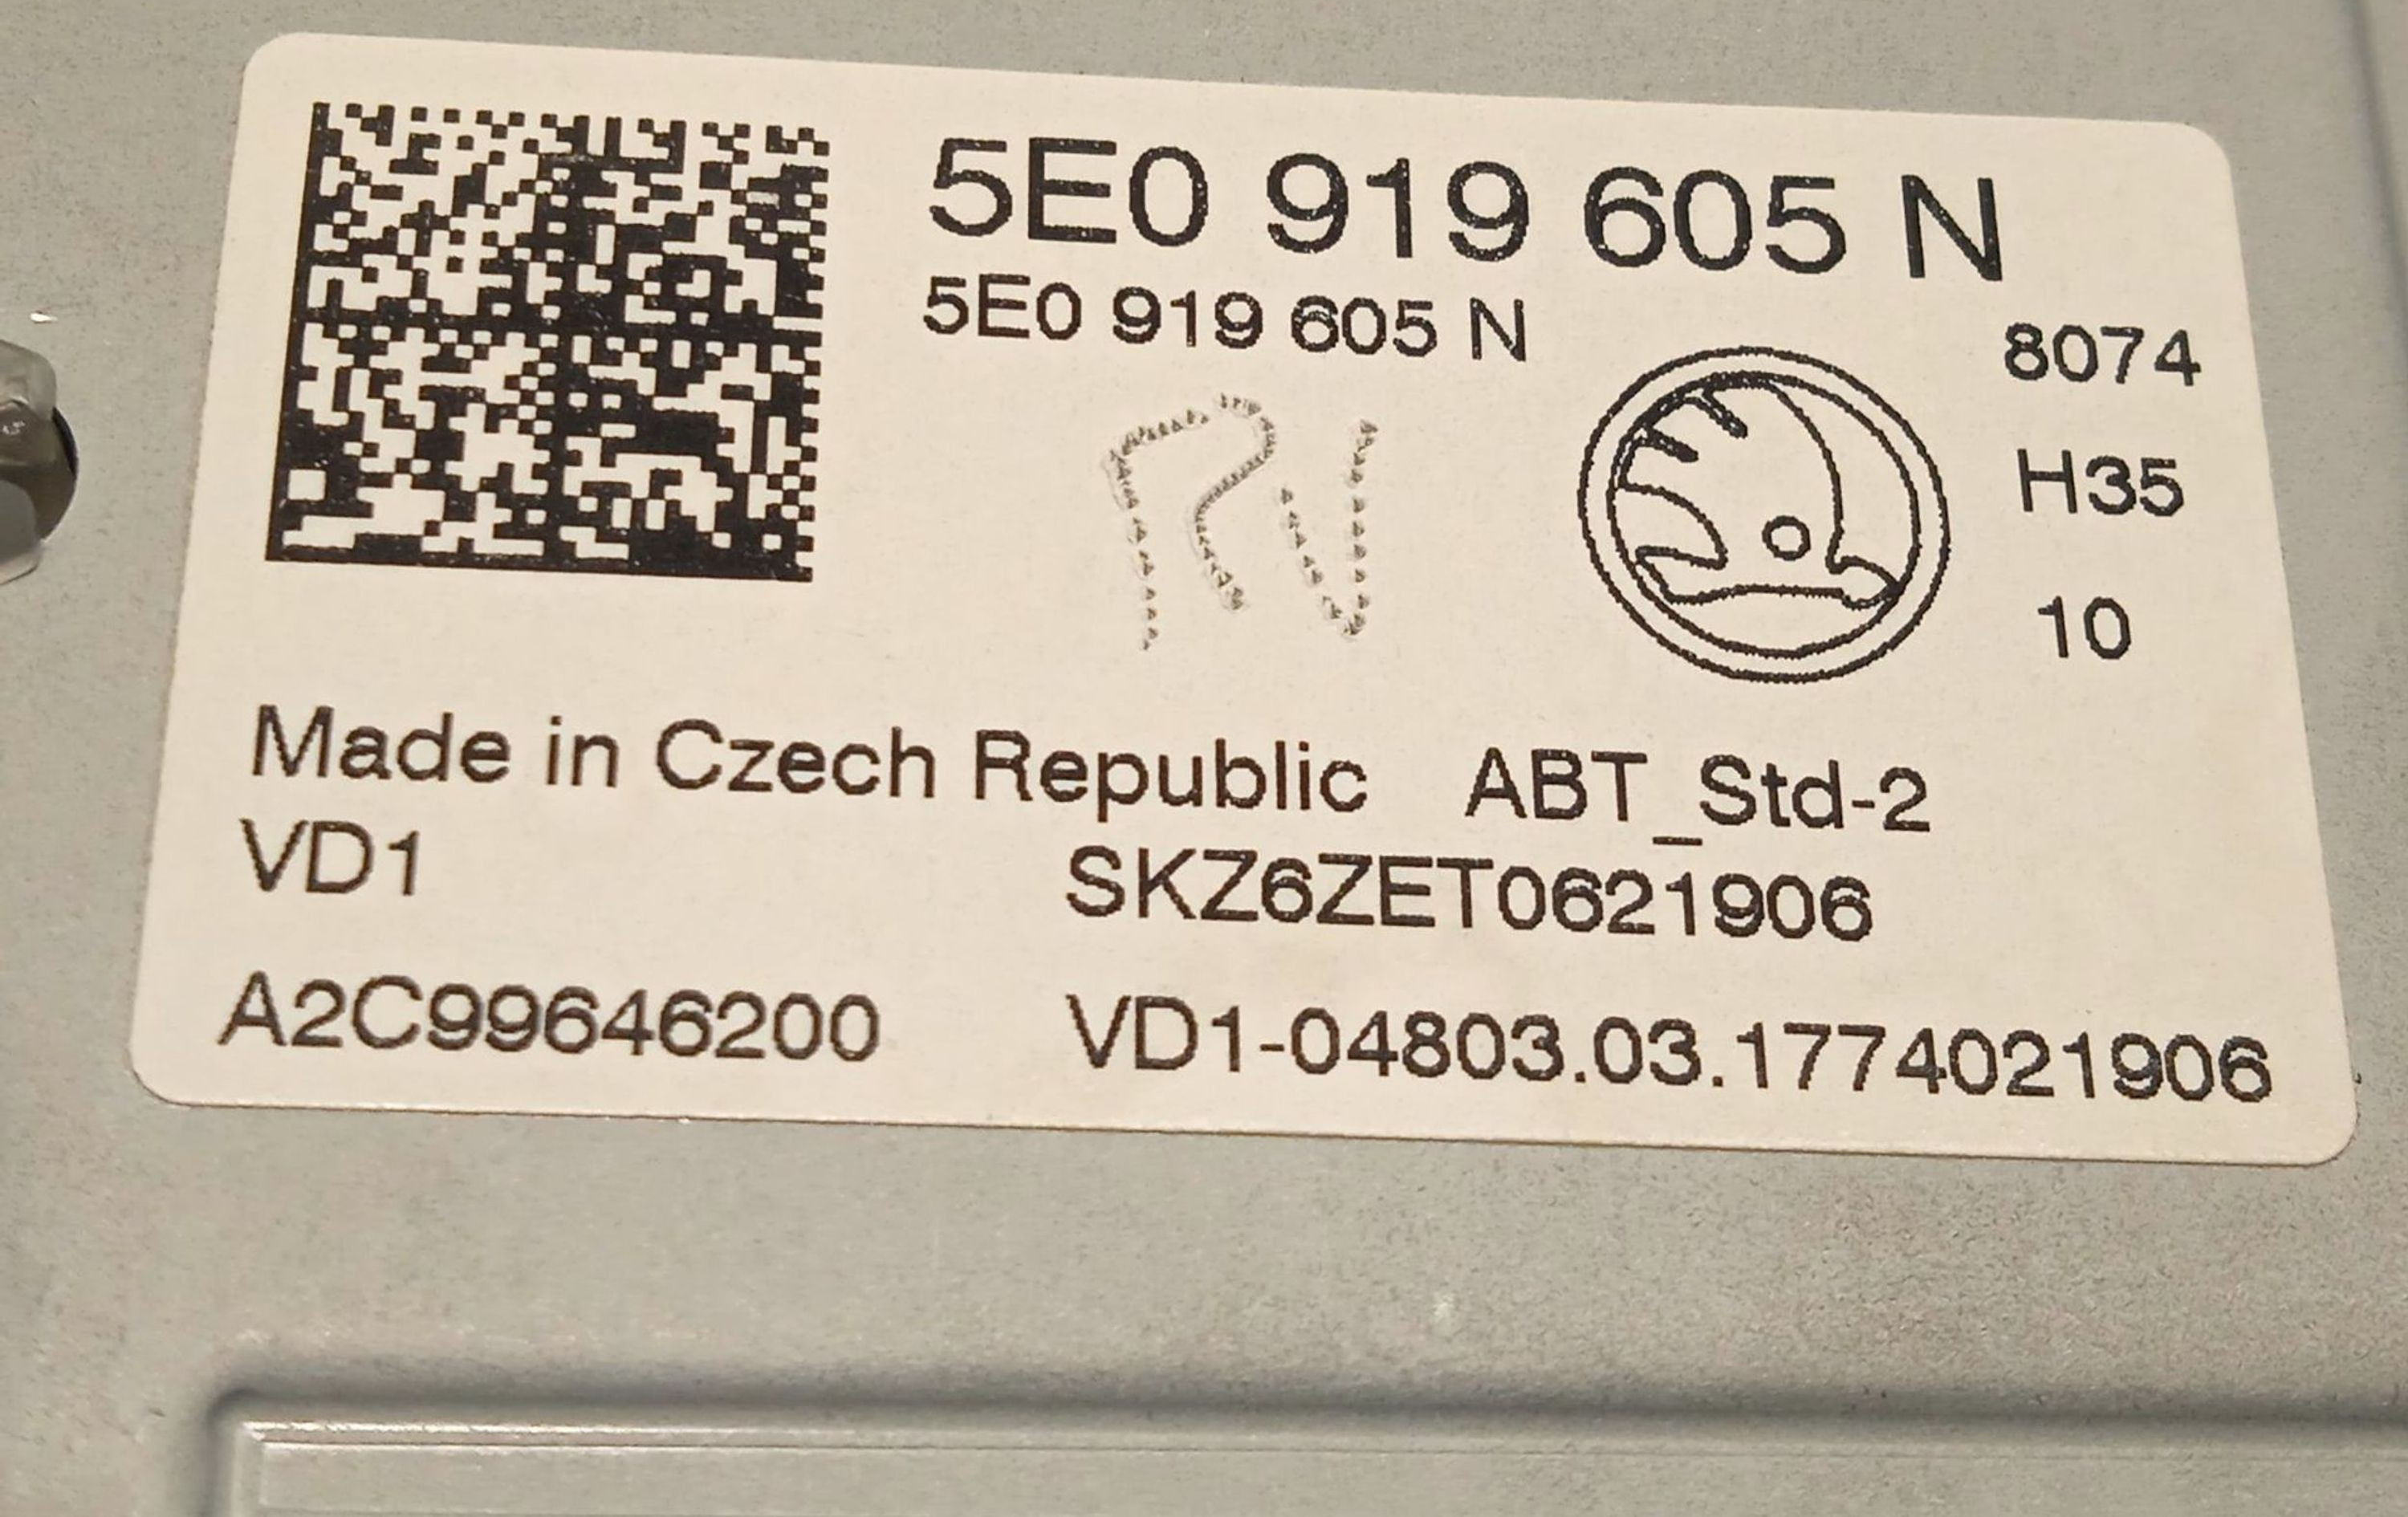 5E0 919 605 N
5E0 919 605 N
8074
H35
10
Made in Czech Republic ABT_Std-2
VD1 SKZ6ZET0621906
A2C99646200 VD1-04803.03.1774021906